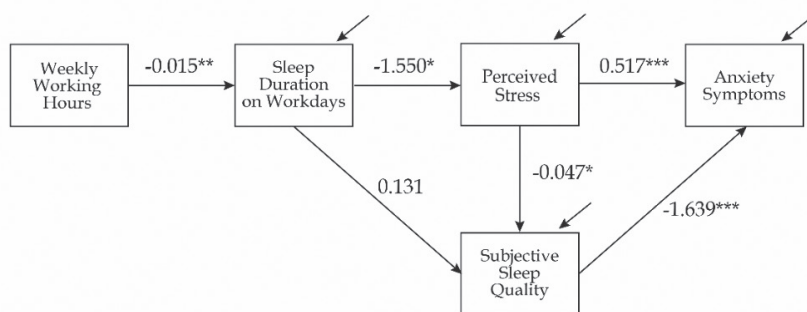 Weekly
Working
Hours
-0.015**
Sleep
Duration
on Workdays
-1.550*
Perceived
Stress
0.517***
Anxiety
Symptoms
0.131
-0.047*
-1.639***
Subjective
Sleep
Quality